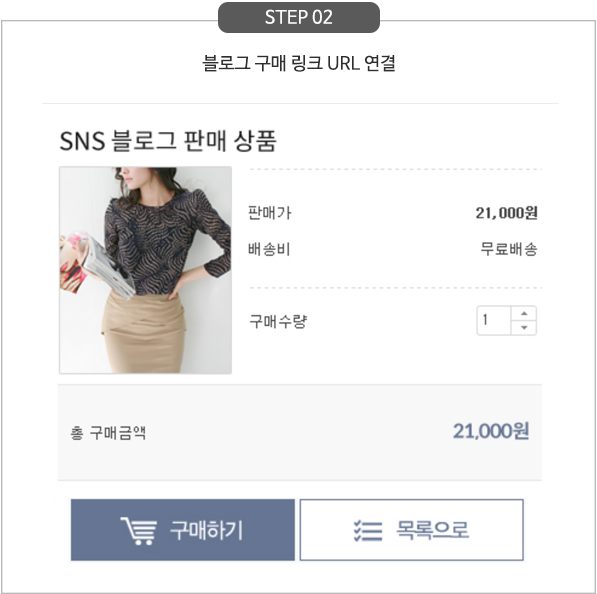 STEP 02
블로그 구매 링크 URL 연결
SNS 블로그 판매 상품
판매가 21,000원
배송비 무료배송
구매수량 1
총 구매금액 21,000원
구매하기 목록으로